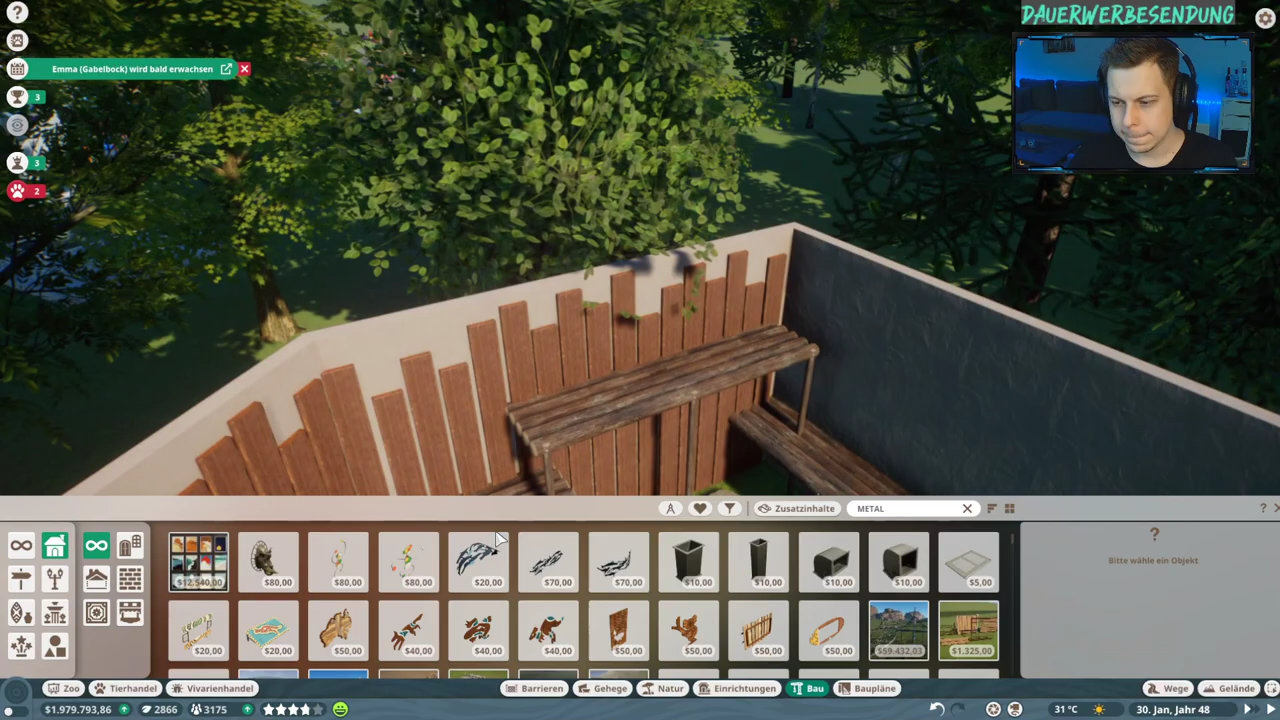 DAUERWERBESENDUNG
?
Emma (Gabelbock) wird bald erwachsen
3
3
2
Zusatzinhalte
METAL
?
$12.540,00
$80,00
$80,00
$80,00
$20,00
$70,00
$70,00
$10,00
$10,00
$10,00
$10,00
$5,00
?
Bitte wähle ein Objekt
$20,00
$20,00
$50,00
$40,00
$40,00
$40,00
$50,00
$50,00
$50,00
$50,00
$59.432,03
$1.325,00
Zoo
Tierhandel
Vivarienhandel
Barrieren
Gehege
Natur
Einrichtungen
Bau
Baupläne
Wege
Gelände
$1.979.793,86
2866
3175
31 °C
30. Jan, Jahr 48